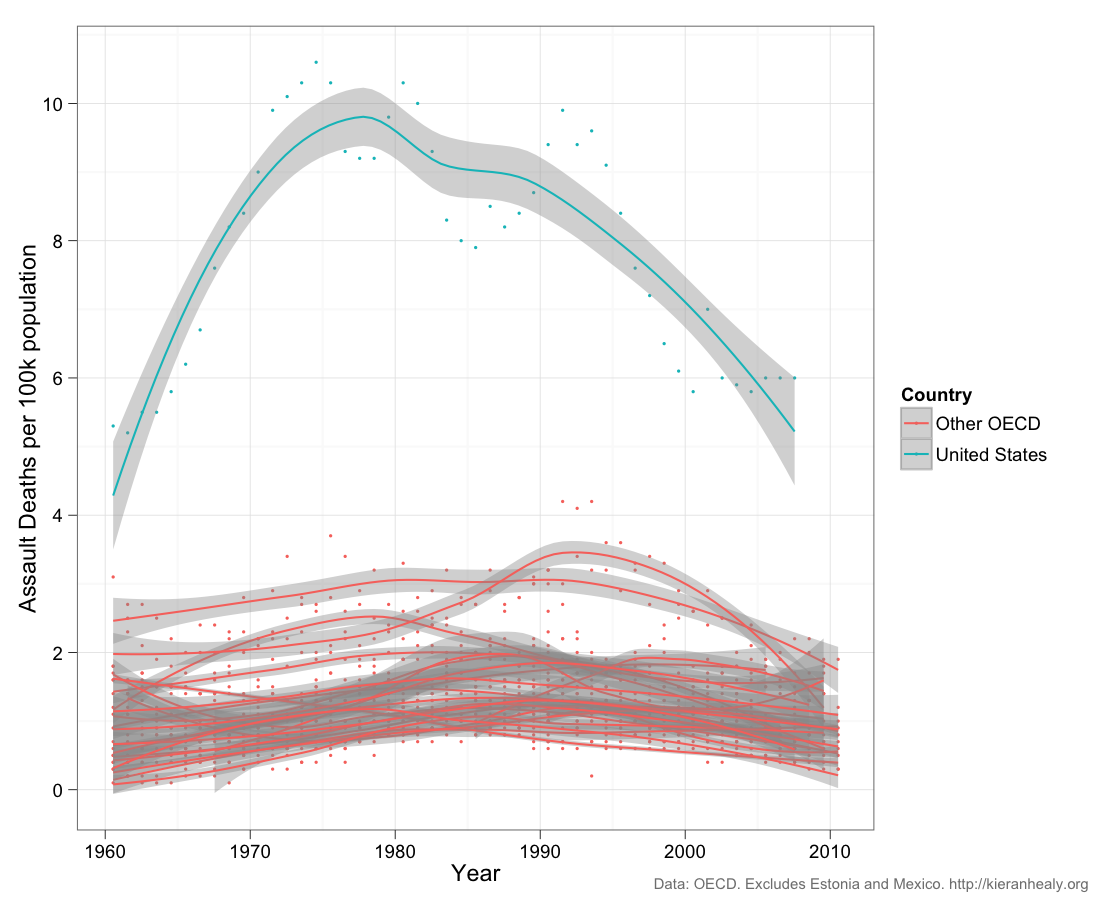 10
8
6
4
2
0
Assault Deaths per 100k population
1960 1970 1980 1990 2000 2010
Year
Country
Other OECD
United States
Data: OECD. Excludes Estonia and Mexico. http://kieranhealy.org